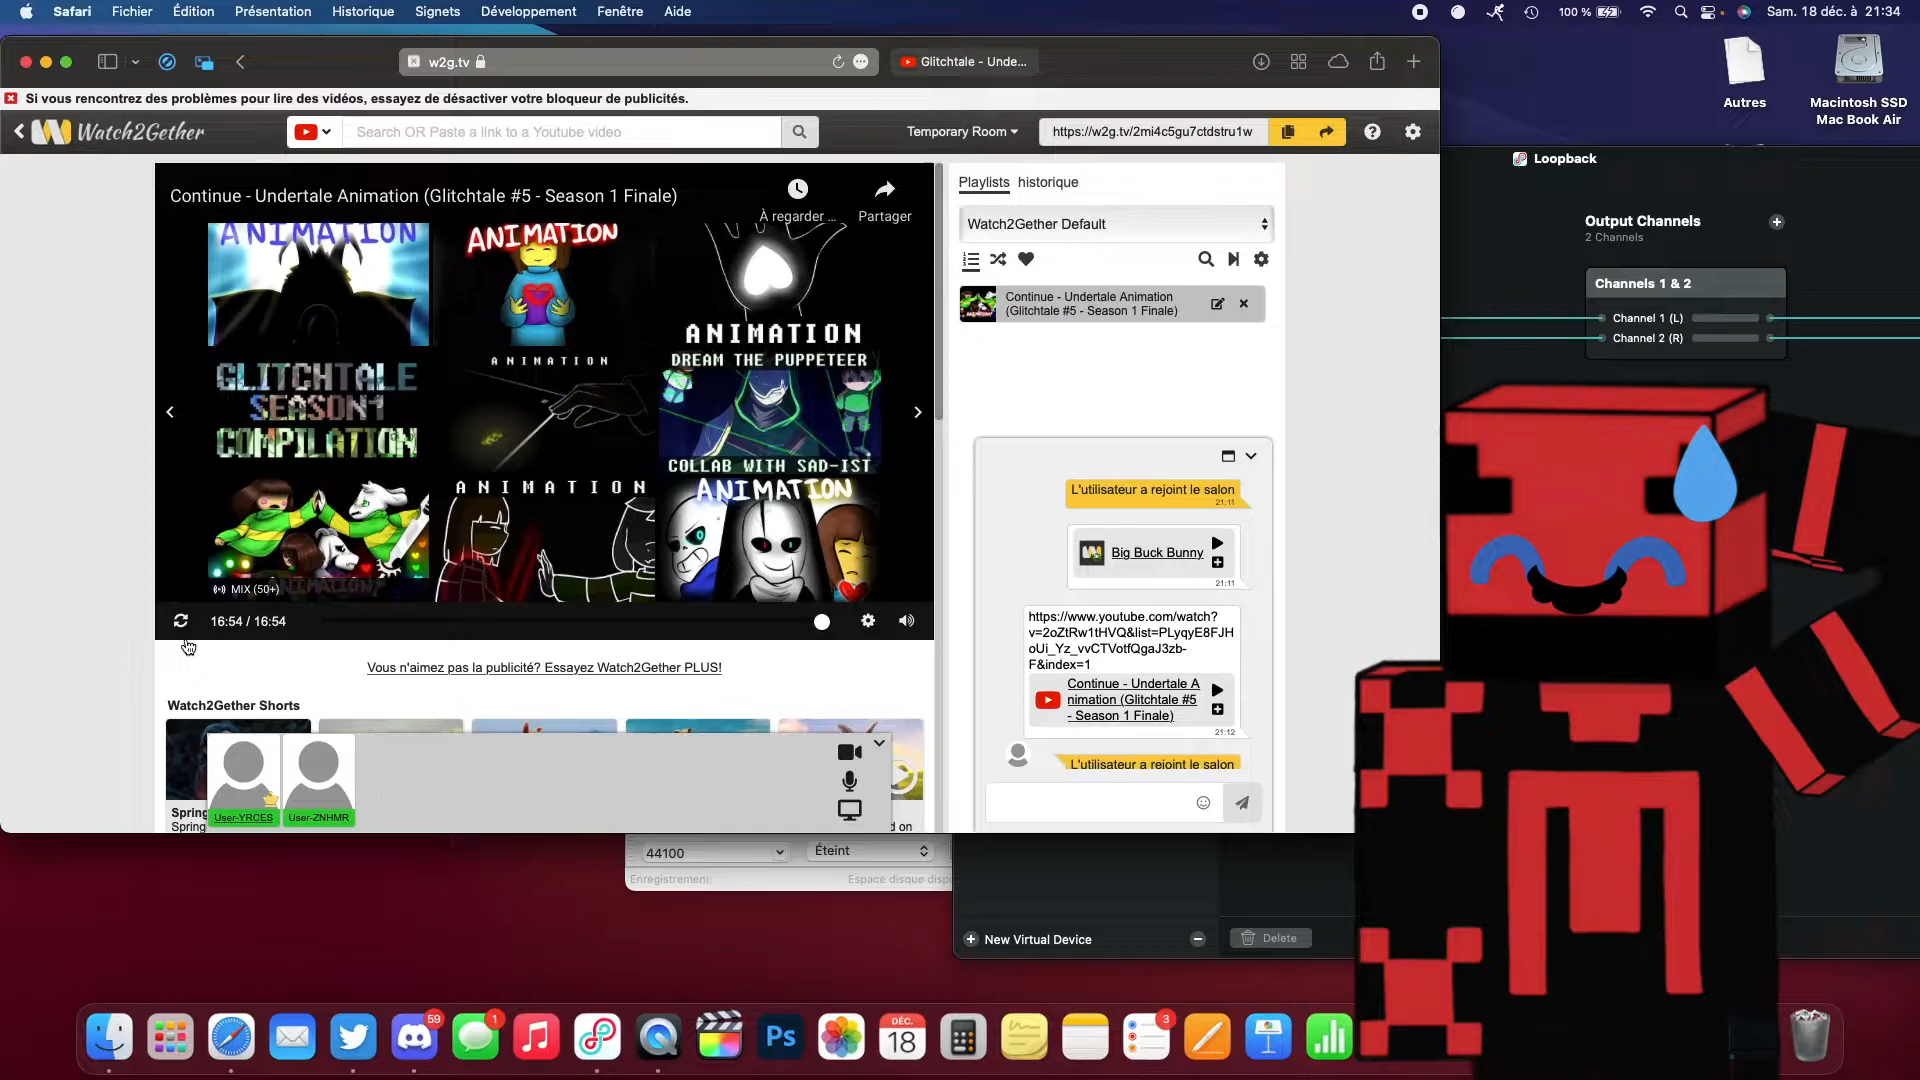 Safari Fichier Édition Présentation Historique Signets Développement Fenêtre Aide
100 % Sam. 18 déc. à 21:34
w2g.tv
Glitchtale - Unde...
Si vous rencontrez des problèmes pour lire des vidéos, essayez de désactiver votre bloqueur de publicités.
Watch2Gether
Search OR Paste a link to a Youtube video
Temporary Room
https://w2g.tv/2mi4c5gu7ctdstru1w
Autres
Macintosh SSD
Mac Book Air
Loopback
Output Channels
2 Channels
Channels 1 & 2
Channel 1 (L)
Channel 2 (R)
Continue - Undertale Animation (Glitchtale #5 - Season 1 Finale)
À regarder ...
Partager
ANIMATION
GLITCHTALE
SEASON1
COMPILATION
ANIMATION
ANIMATION
ANIMATION
DREAM THE PUPPETEER
COLLAB WITH SAD-IST
MIX (50+)
ANIMATION
ANIMATION
ANIMATION
16:54 / 16:54
Vous n'aimez pas la publicité? Essayez Watch2Gether PLUS!
Watch2Gether Shorts
Spring
Spring
d on
User-YRCES
User-ZNHMR
Playlists historique
Watch2Gether Default
Continue - Undertale Animation
(Glitchtale #5 - Season 1 Finale)
L'utilisateur a rejoint le salon
21:11
Big Buck Bunny
21:11
https://www.youtube.com/watch?
v=2oZtRw1tHVQ&list=PLyqyE8FJH
oUi_Yz_vvCTVotfQgaJ3zb-
F&index=1
Continue - Undertale A
nimation (Glitchtale #5
- Season 1 Finale)
21:12
L'utilisateur a rejoint le salon
44100
Éteint
Enregistrement
Espace disque dispo
New Virtual Device
Delete
59
1
Ps
DÉC.
18
3